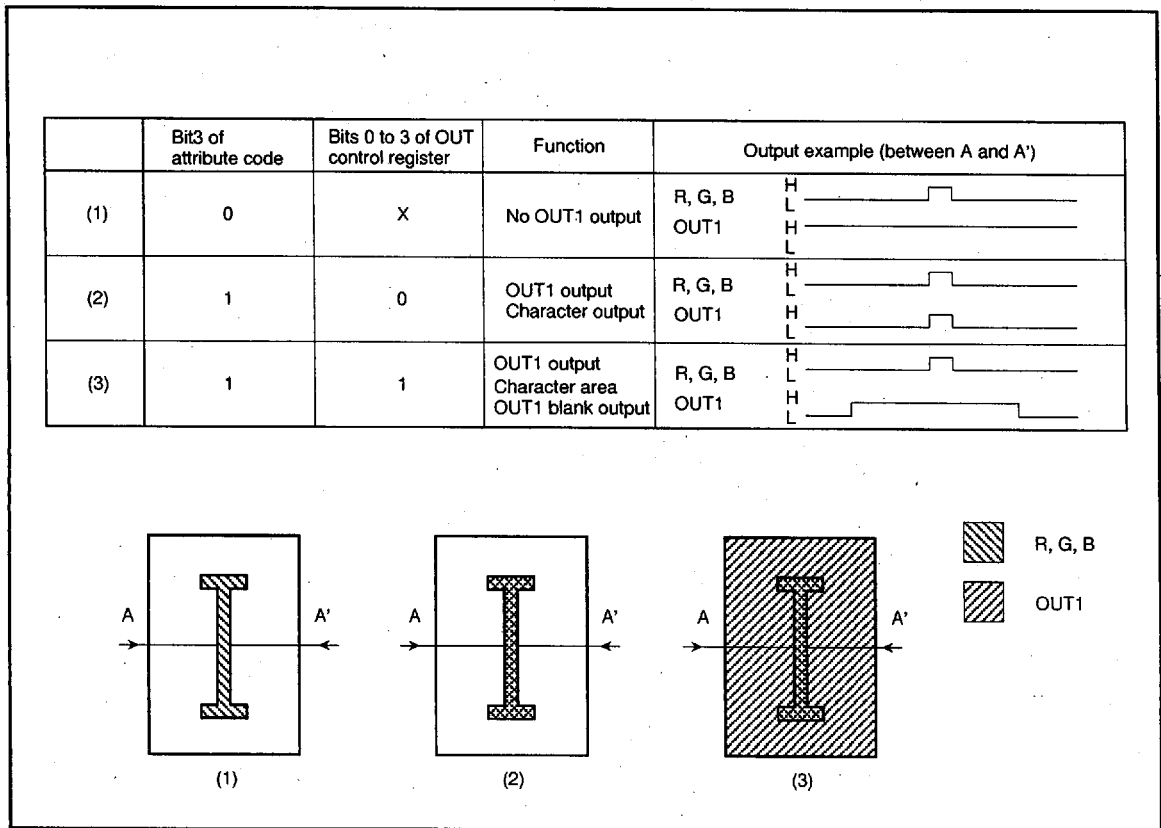 Bit3 of attribute code
Bits 0 to 3 of OUT control register
Function
Output example (between A and A')
(1)
0
X
No OUT1 output
R, G, B H
L
OUT1 H
L
(2)
1
0
OUT1 output
Character output
R, G, B H
L
OUT1 H
L
(3)
1
1
OUT1 output
Character area
OUT1 blank output
R, G, B H
L
OUT1 H
L
A A'
A A'
A A'
R, G, B
OUT1
(1)
(2)
(3)